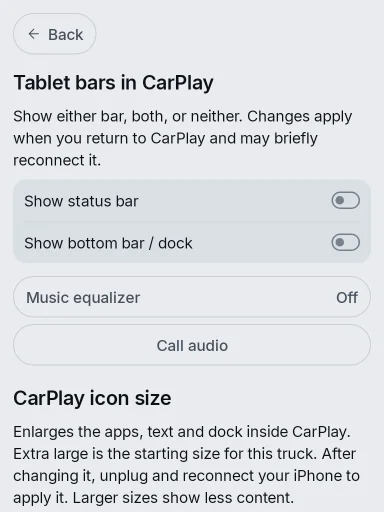 Back
Tablet bars in CarPlay
Show either bar, both, or neither. Changes apply
when you return to CarPlay and may briefly
reconnect it.
Show status bar
Show bottom bar / dock
Music equalizer Off
Call audio
CarPlay icon size
Enlarges the apps, text and dock inside CarPlay.
Extra large is the starting size for this truck. After
changing it, unplug and reconnect your iPhone to
apply it. Larger sizes show less content.